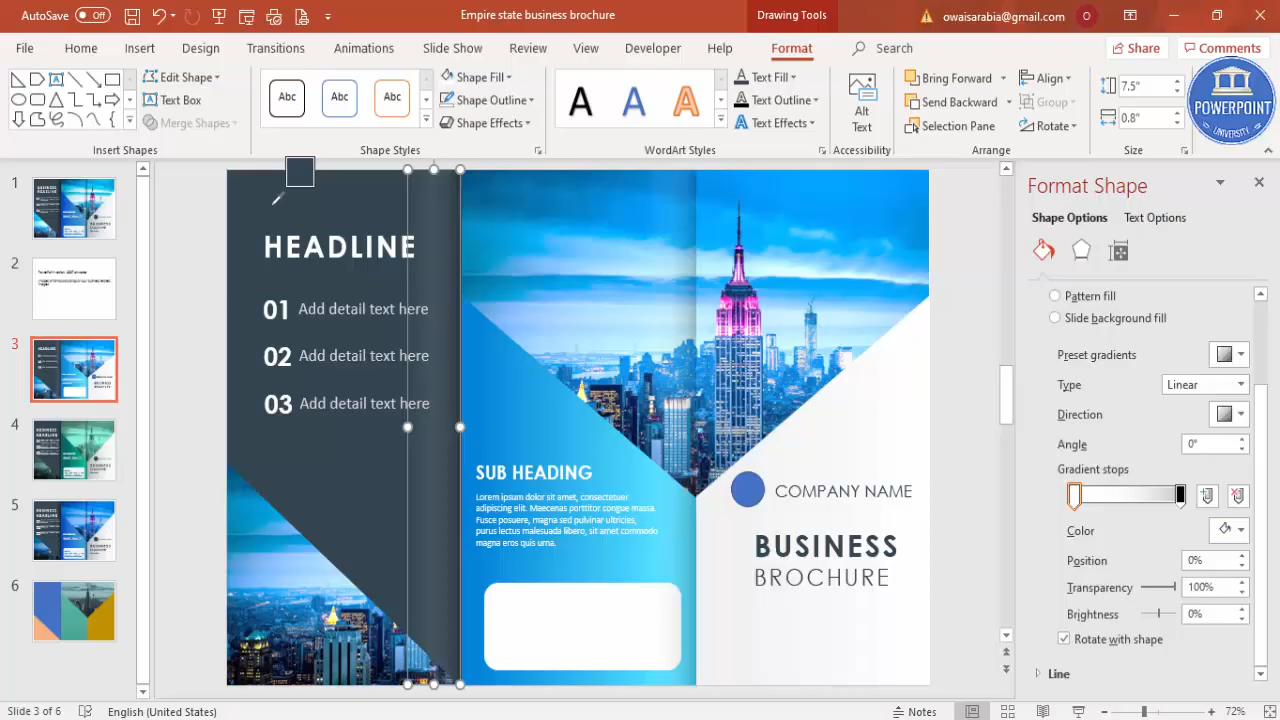 AutoSave Off
Empire state business brochure
Drawing Tools
owaisarabia@gmail.com
O
File Home Insert Design Transitions Animations Slide Show Review View Developer Help Format Search Share Comments
Edit Shape
Text Box
Merge Shapes
Insert Shapes
Abc Abc Abc
Shape Fill
Shape Outline
Shape Effects
Shape Styles
A A A
Text Fill
Text Outline
Text Effects
WordArt Styles
Alt
Text
Accessibility
Bring Forward
Send Backward
Selection Pane
Align
Group
Rotate
Arrange
7.5"
0.8"
Size
POWERPOINT
UNIVERSITY
1
2
3
4
5
6
HEADLINE
01 Add detail text here
02 Add detail text here
03 Add detail text here
SUB HEADING
Lorem ipsum dolor sit amet, consectetuer
adipiscing elit. Maecenas porttitor congue massa.
Fusce posuere, magna sed pulvinar ultricies,
purus lectus malesuada libero, sit amet commodo
magna eros quis urna.
COMPANY NAME
BUSINESS
BROCHURE
Format Shape
Shape Options Text Options
Pattern fill
Slide background fill
Preset gradients
Type Linear
Direction
Angle 0°
Gradient stops
Color
Position 0%
Transparency 100%
Brightness 0%
Rotate with shape
Line
Slide 3 of 6 English (United States) Notes 72%